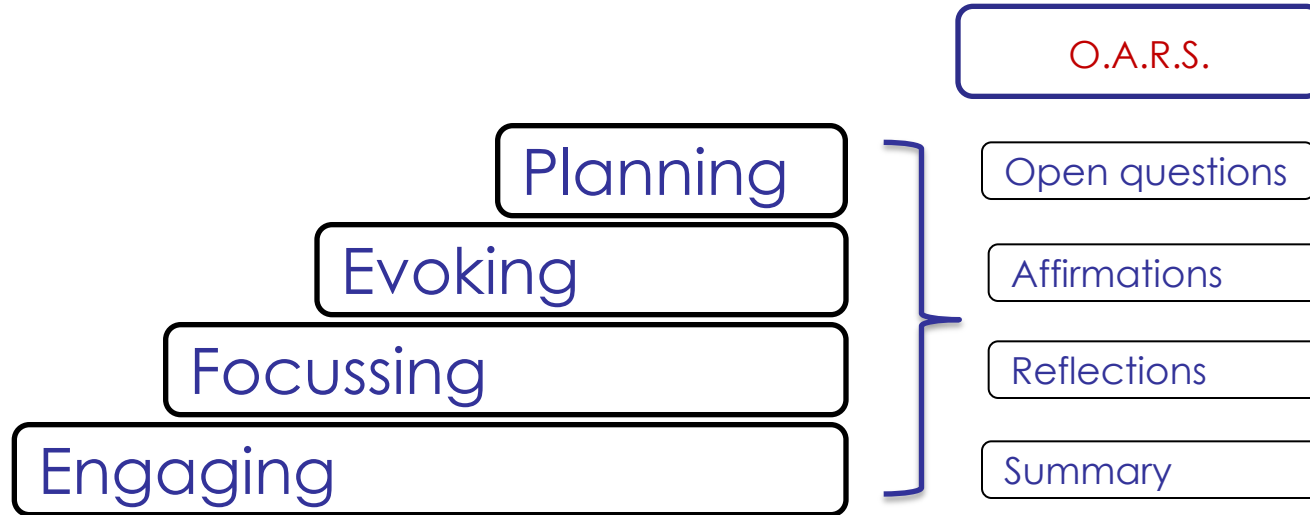 O.A.R.S.
Planning
Evoking
Focussing
Engaging
Open questions
Affirmations
Reflections
Summary